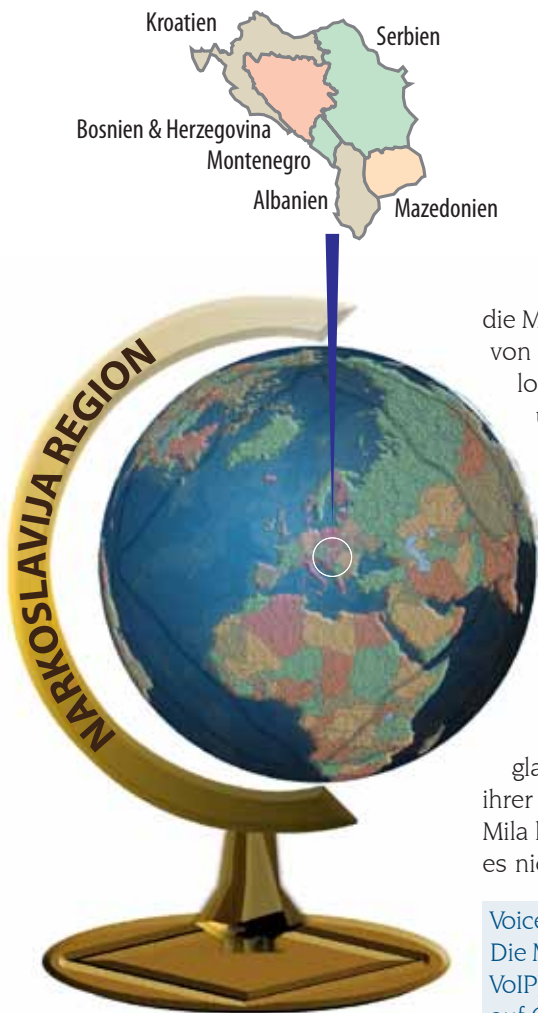 Kroatien
Serbien
Bosnien & Herzegovina
Montenegro
Albanien
Mazedonien
NARKOSLAVIJA REGION
die M
von
lo
gla
ihrer
Mila
es nie
Voice
Die M
VoIP